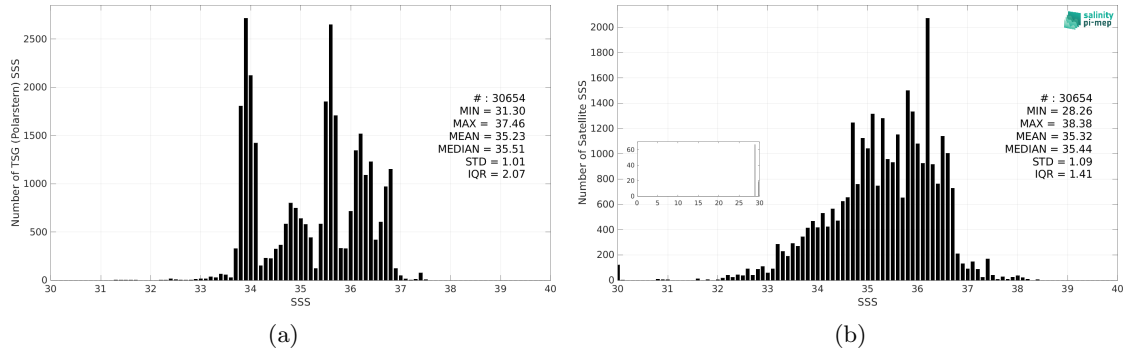 2500
2000
1500
1000
500
0
30 31 32 33 34 35 36 37 38 39 40
SSS
Number of TSG (Polarstern) SSS
# : 30654
MIN = 31.30
MAX = 37.46
MEAN = 35.23
MEDIAN = 35.51
STD = 1.01
IQR = 2.07
(a)
2000
1800
1600
1400
1200
1000
800
600
400
200
0
30 31 32 33 34 35 36 37 38 39 40
SSS
Number of Satellite SSS
60
40
20
0
0 5 10 15 20 25 30
salinity
pi-mep
# : 30654
MIN = 28.26
MAX = 38.38
MEAN = 35.32
MEDIAN = 35.44
STD = 1.09
IQR = 1.41
(b)